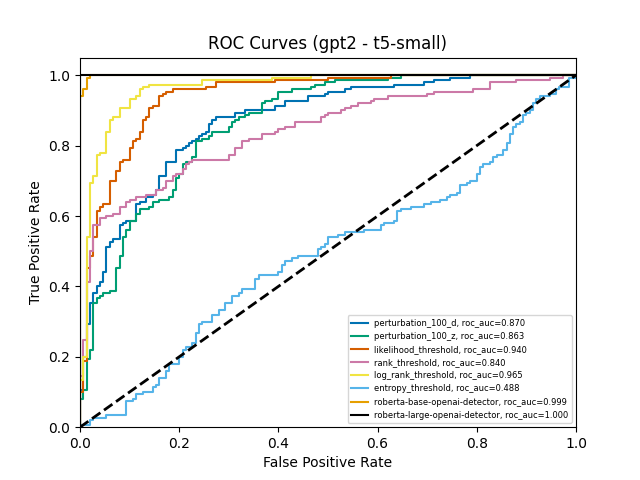 ROC Curves (gpt2 - t5-small)
True Positive Rate
1.0
0.8
0.6
0.4
0.2
0.0
perturbation_100_d, roc_auc=0.870
perturbation_100_z, roc_auc=0.863
likelihood_threshold, roc_auc=0.940
rank_threshold, roc_auc=0.840
log_rank_threshold, roc_auc=0.965
entropy_threshold, roc_auc=0.488
roberta-base-openai-detector, roc_auc=0.999
roberta-large-openai-detector, roc_auc=1.000
0.0 0.2 0.4 0.6 0.8 1.0
False Positive Rate